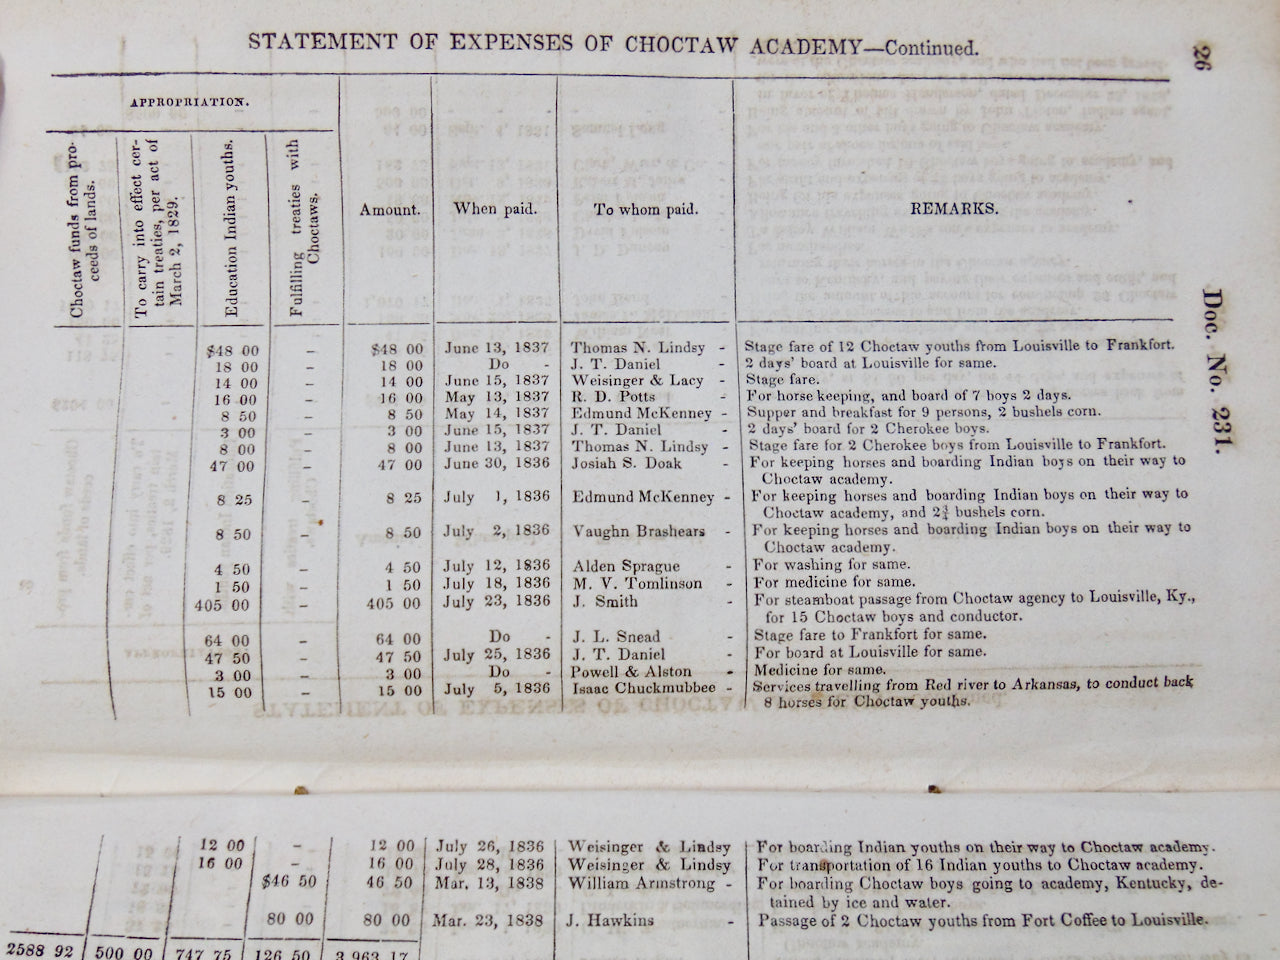 STATEMENT OF EXPENSES OF CHOCTAW ACADEMY—Continued.
26
Doc. No. 231.
APPROPRIATION.
Choctaw funds from pro-
ceeds of lands.
To carry into effect cer-
tain treaties, per act of
March 2, 1829.
Education Indian youths.
Fulfilling treaties with
Choctaws.
Amount. When paid. To whom paid. REMARKS.
$48 00 – $48 00 June 13, 1837 Thomas N. Lindsy - Stage fare of 12 Choctaw youths from Louisville to Frankfort.
18 00 – 18 00 Do - J. T. Daniel - 2 days' board at Louisville for same.
14 00 – 14 00 June 15, 1837 Weisinger & Lacy - Stage fare.
16 00 – 16 00 May 13, 1837 R. D. Potts - For horse keeping, and board of 7 boys 2 days.
8 50 – 8 50 May 14, 1837 Edmund McKenney - Supper and breakfast for 9 persons, 2 bushels corn.
3 00 – 3 00 June 15, 1837 J. T. Daniel - 2 days' board for 2 Cherokee boys.
8 00 – 8 00 June 13, 1837 Thomas N. Lindsy - Stage fare for 2 Cherokee boys from Louisville to Frankfort.
47 00 – 47 00 June 30, 1836 Josiah S. Doak - For keeping horses and boarding Indian boys on their way to
Choctaw academy.
8 25 – 8 25 July 1, 1836 Edmund McKenney - For keeping horses and boarding Indian boys on their way to
Choctaw academy, and 2¾ bushels corn.
8 50 – 8 50 July 2, 1836 Vaughn Brashears - For keeping horses and boarding Indian boys on their way to
Choctaw academy.
4 50 – 4 50 July 12, 1836 Alden Sprague - For washing for same.
1 50 – 1 50 July 18, 1836 M. V. Tomlinson - For medicine for same.
405 00 – 405 00 July 23, 1836 J. Smith - For steamboat passage from Choctaw agency to Louisville, Ky.,
for 15 Choctaw boys and conductor.
64 00 – 64 00 Do - J. L. Snead - Stage fare to Frankfort for same.
47 50 – 47 50 July 25, 1836 J. T. Daniel - For board at Louisville for same.
3 00 – 3 00 Do - Powell & Alston - Medicine for same.
15 00 – 15 00 July 5, 1836 Isaac Chuckmubbee - Services travelling from Red river to Arkansas, to conduct back
8 horses for Choctaw youths.
12 00 – 12 00 July 26, 1836 Weisinger & Lindsy For boarding Indian youths on their way to Choctaw academy.
16 00 – 16 00 July 28, 1836 Weisinger & Lindsy For transportation of 16 Indian youths to Choctaw academy.
$46 50 46 50 Mar. 13, 1838 William Armstrong - For boarding Choctaw boys going to academy, Kentucky, de-
tained by ice and water.
80 00 80 00 Mar. 23, 1838 J. Hawkins - Passage of 2 Choctaw youths from Fort Coffee to Louisville.
2588 92 500 00 747 75 126 50 3,963 17